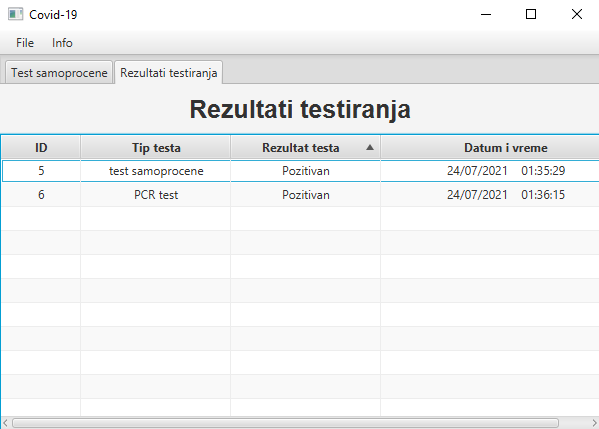 Covid-19
File Info
Test samoprocene Rezultati testiranja
Rezultati testiranja
ID Tip testa Rezultat testa Datum i vreme
5 test samoprocene Pozitivan 24/07/2021 01:35:29
6 PCR test Pozitivan 24/07/2021 01:36:15